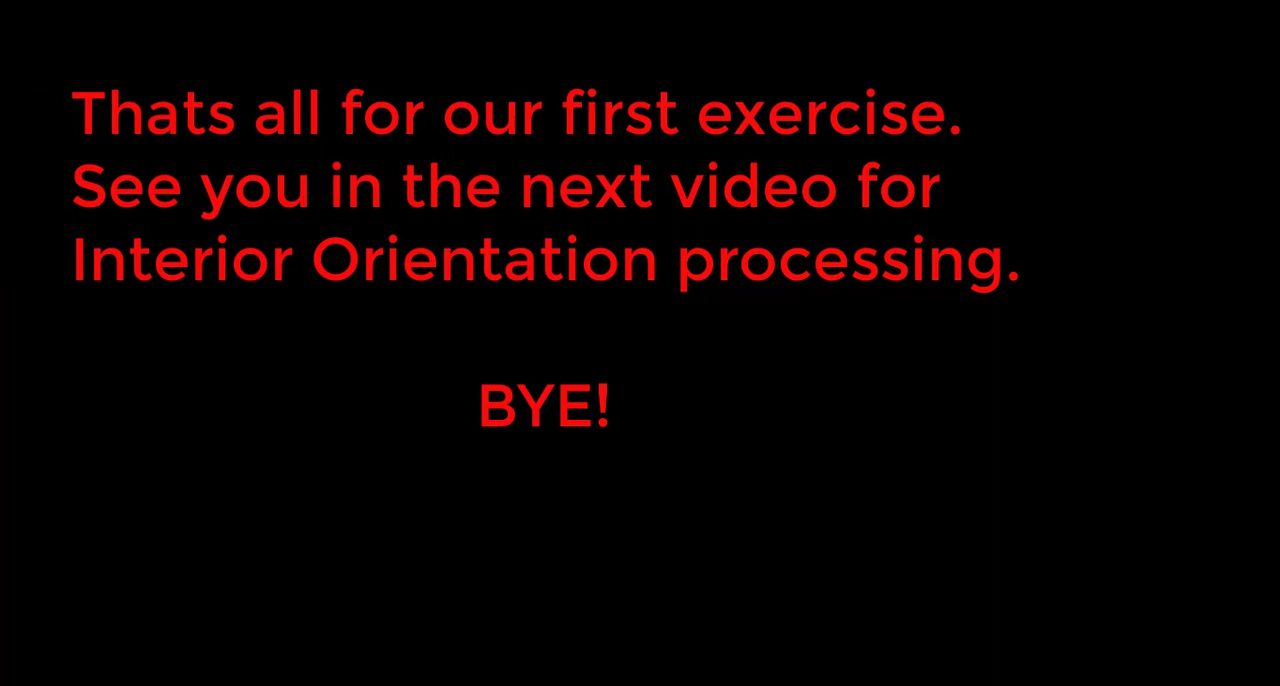 Thats all for our first exercise.
See you in the next video for
Interior Orientation processing.
BYE!